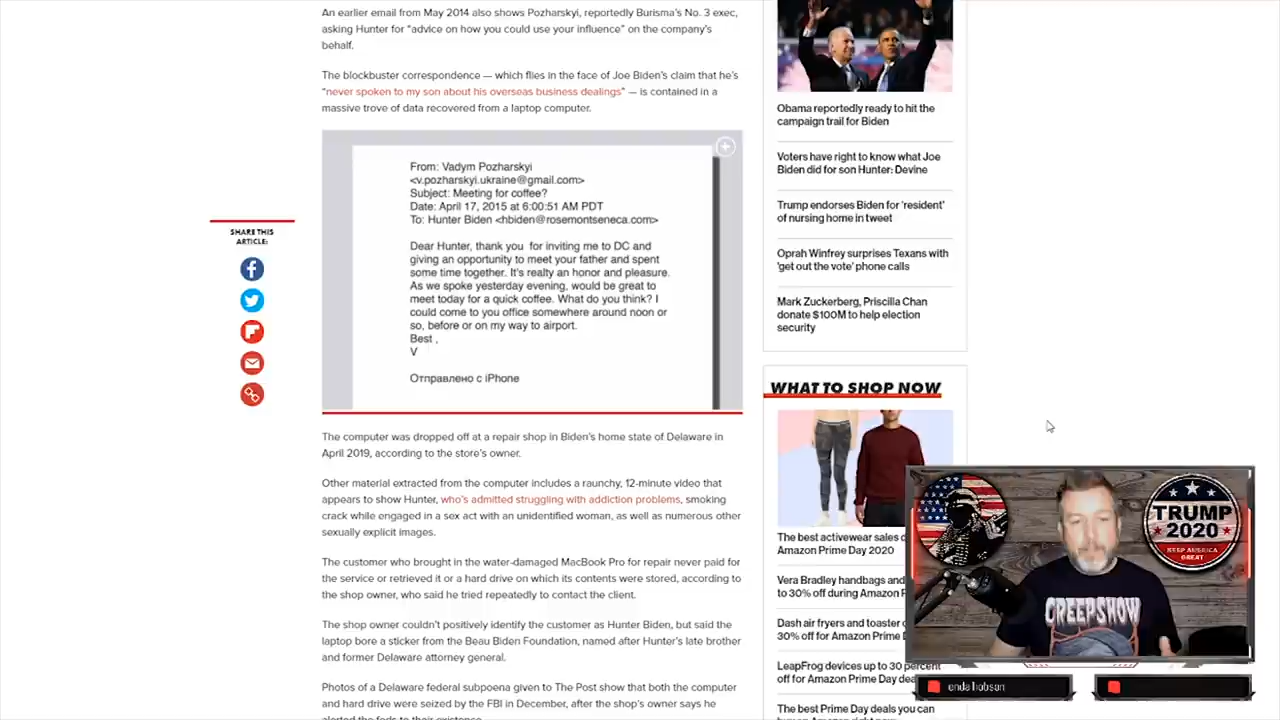 An earlier email from May 2014 also shows Pozharskyi, reportedly Burisma's No. 3 exec,
asking Hunter for "advice on how you could use your influence" on the company's
behalf.
The blockbuster correspondence — which flies in the face of Joe Biden's claim that he's
"never spoken to my son about his overseas business dealings" — is contained in a
massive trove of data recovered from a laptop computer.
SHARE THIS
ARTICLE:
From: Vadym Pozharskyi
<v.pozharskyi.ukraine@gmail.com>
Subject: Meeting for coffee?
Date: April 17, 2015 at 6:00:51 AM PDT
To: Hunter Biden <hbiden@rosemontseneca.com>
Dear Hunter, thank you for inviting me to DC and
giving an opportunity to meet your father and spent
some time together. It's realty an honor and pleasure.
As we spoke yesterday evening, would be great to
meet today for a quick coffee. What do you think? I
could come to you office somewhere around noon or
so, before or on my way to airport.
Best ,
V
Отправлено с iPhone
The computer was dropped off at a repair shop in Biden's home state of Delaware in
April 2019, according to the store's owner.
Other material extracted from the computer includes a raunchy, 12-minute video that
appears to show Hunter, who's admitted struggling with addiction problems, smoking
crack while engaged in a sex act with an unidentified woman, as well as numerous other
sexually explicit images.
The customer who brought in the water-damaged MacBook Pro for repair never paid for
the service or retrieved it or a hard drive on which its contents were stored, according to
the shop owner, who said he tried repeatedly to contact the client.
The shop owner couldn't positively identify the customer as Hunter Biden, but said the
laptop bore a sticker from the Beau Biden Foundation, named after Hunter's late brother
and former Delaware attorney general.
Photos of a Delaware federal subpoena given to The Post show that both the computer
and hard drive were seized by the FBI in December, after the shop's owner says he
alerted the feds to their existence.
Obama reportedly ready to hit the
campaign trail for Biden
Voters have right to know what Joe
Biden did for son Hunter: Devine
Trump endorses Biden for 'resident'
of nursing home in tweet
Oprah Winfrey surprises Texans with
'get out the vote' phone calls
Mark Zuckerberg, Priscilla Chan
donate $100M to help election
security
WHAT TO SHOP NOW
The best activewear sales
Amazon Prime Day 2020
Vera Bradley handbags and
to 30% off during Amazon P
Dash air fryers and toaster
30% off for Amazon Prime D
LeapFrog devices up to 30 percent
off for Amazon Prime Day dea
The best Prime Day deals you can
TRUMP
2020
KEEP AMERICA
GREAT
CREEPSHOW
enda hobson